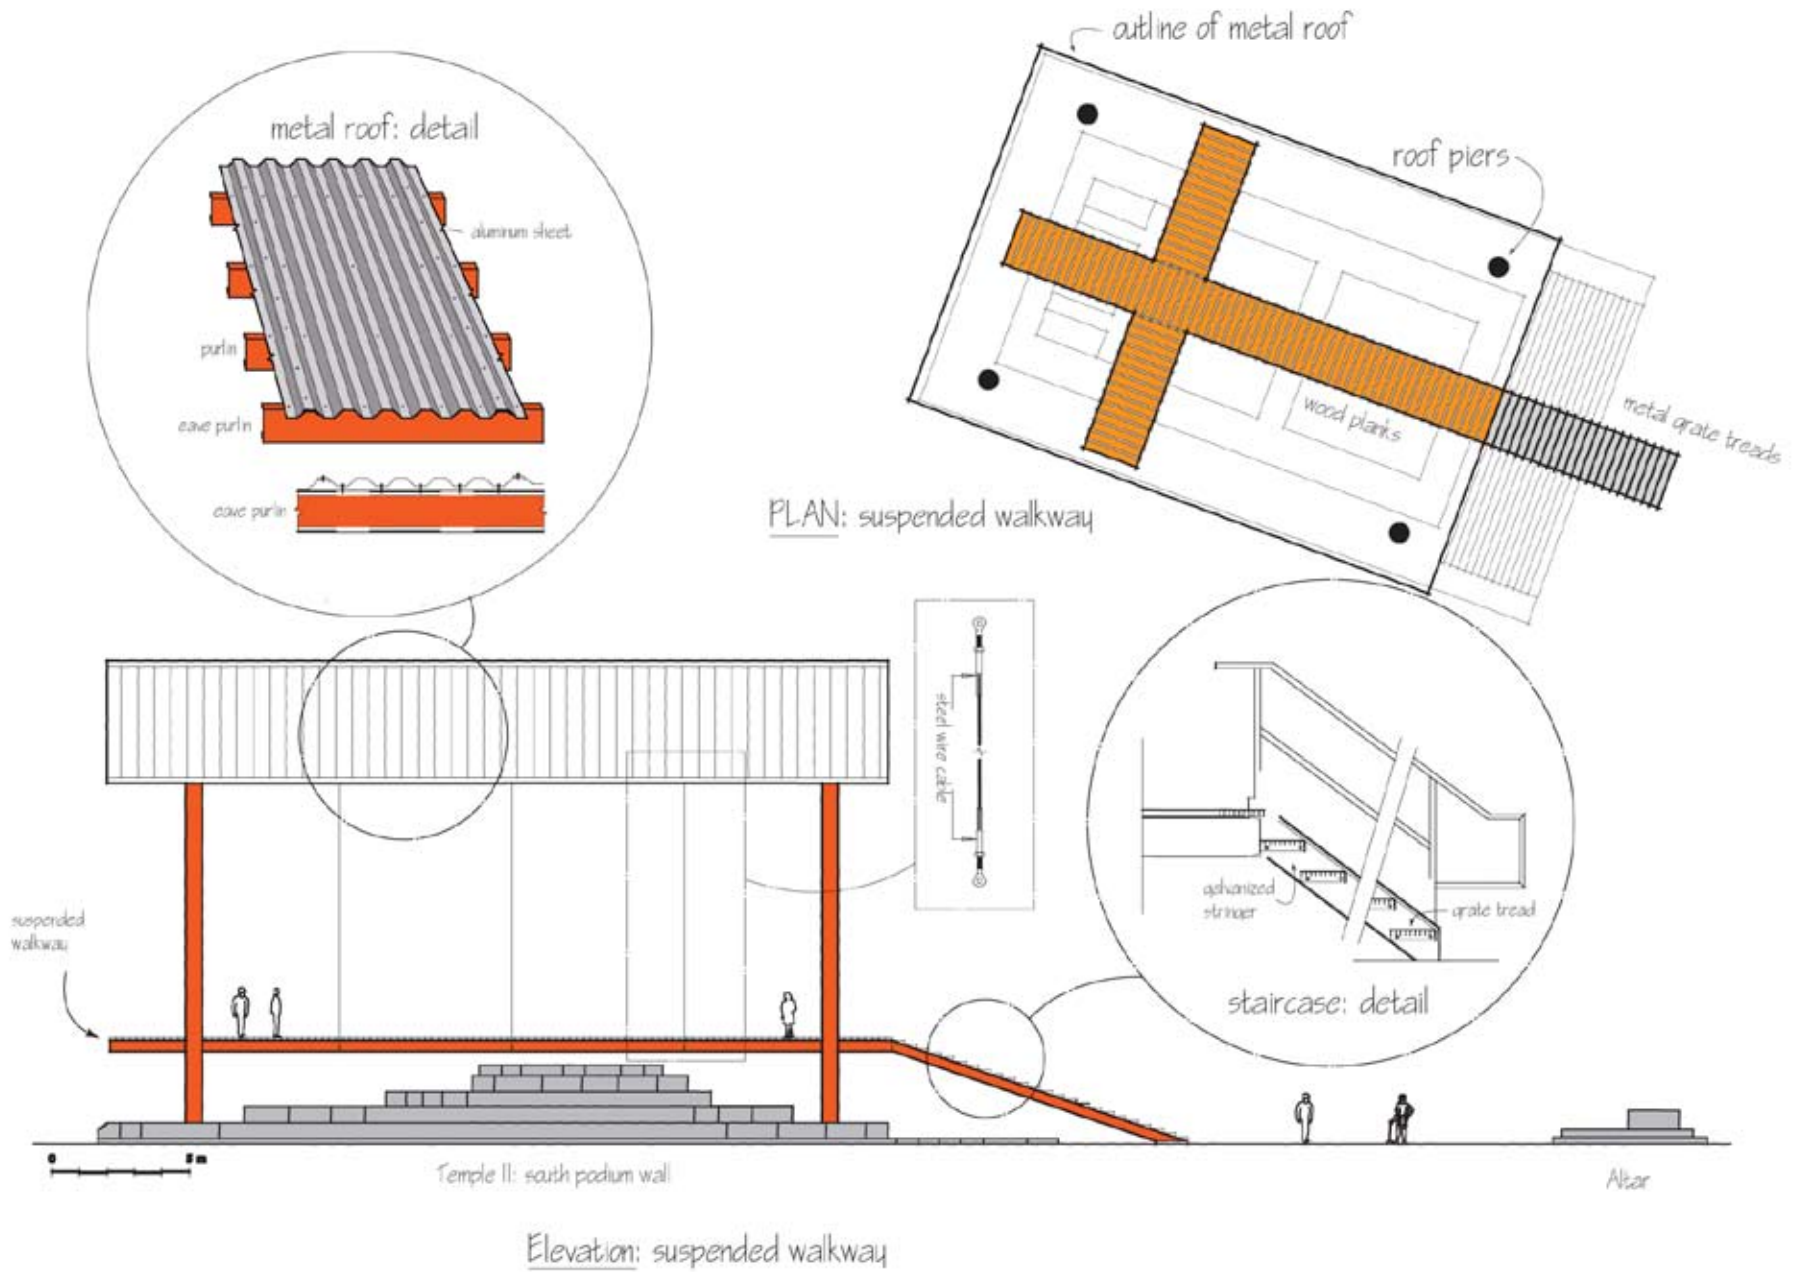 outline of metal roof
metal roof: detail
roof piers
aluminum sheet
purlin
eave purlin
eave purlin
wood planks
metal grate treads
PLAN: suspended walkway
steel wire cable
galvanized
stringer
grate tread
staircase: detail
suspended
walkway
0 5 m
Temple II: south podium wall
Altar
Elevation: suspended walkway